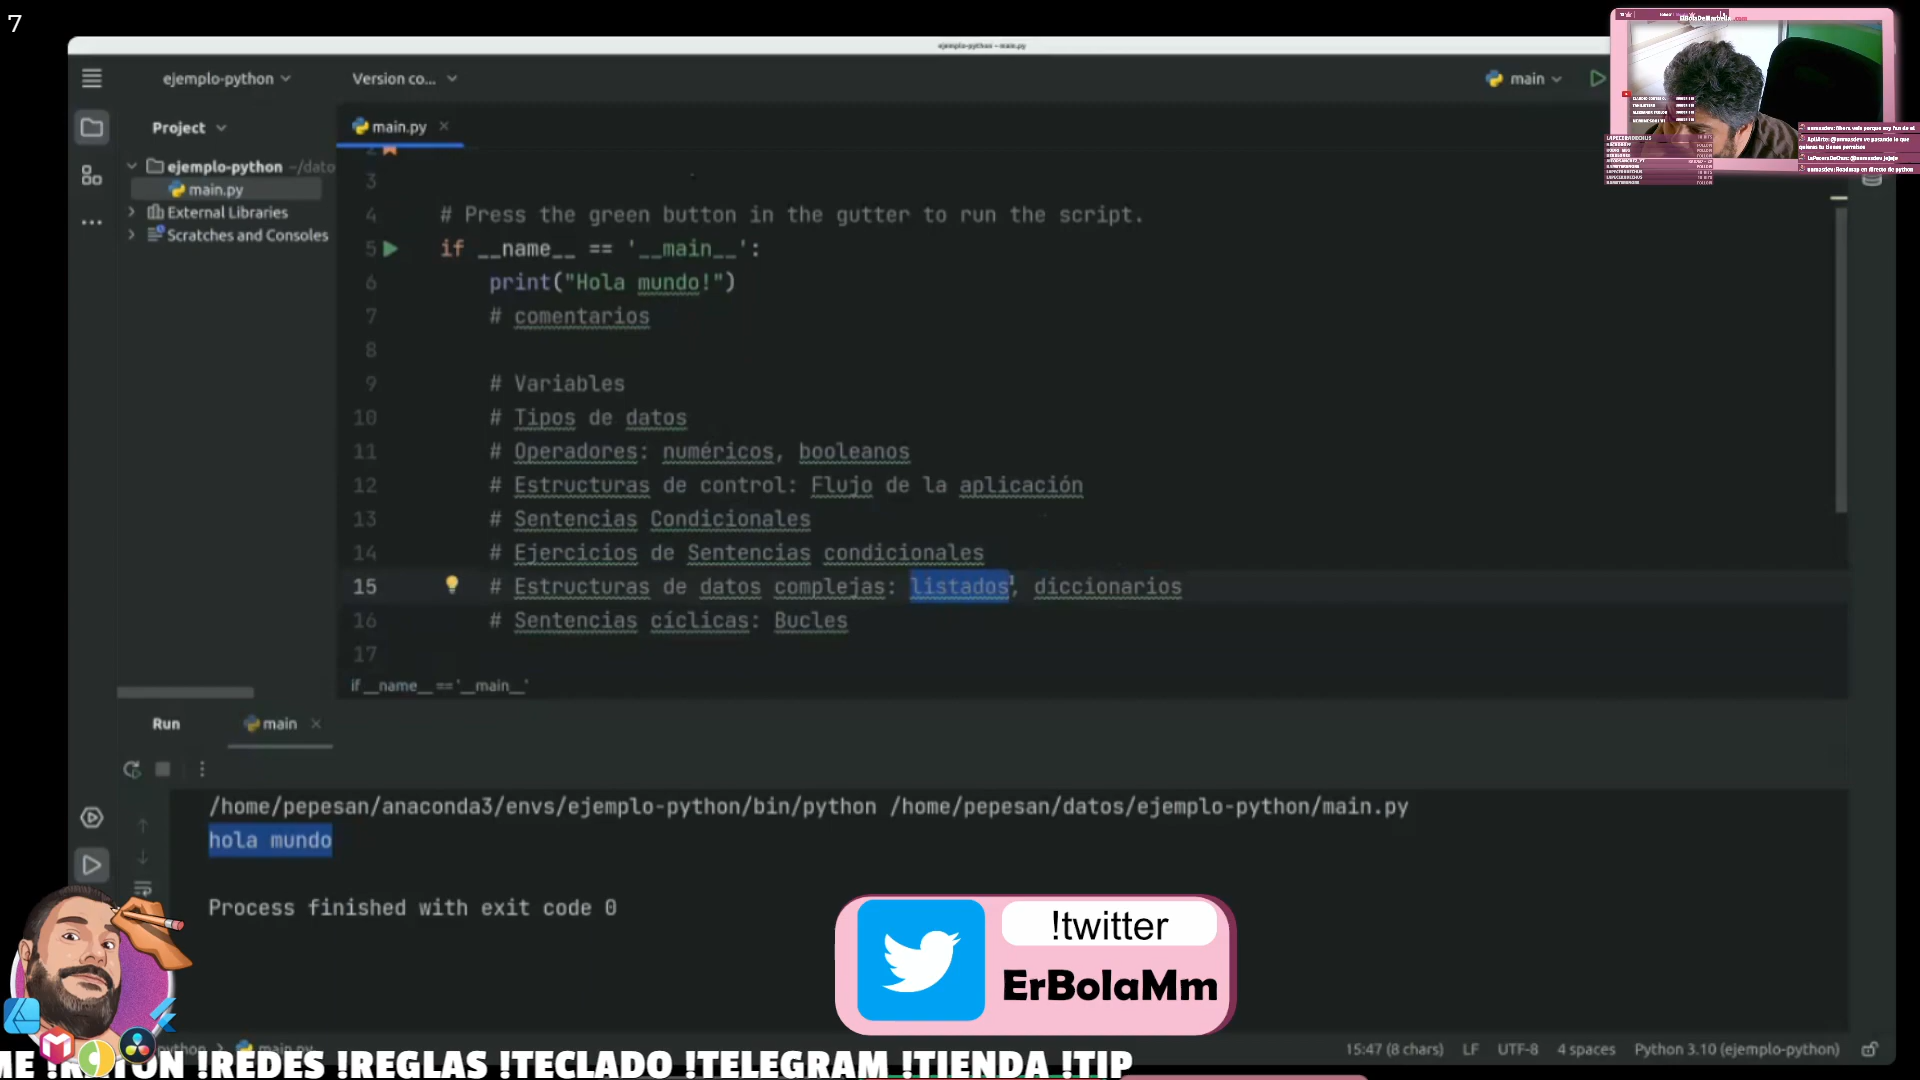 7
ejemplo-python – main.py
ejemplo-python
Version co...
main
Project
main.py
ejemplo-python ~/dato
main.py
External Libraries
Scratches and Consoles
2
3
4 # Press the green button in the gutter to run the script.
5 if __name__ == '__main__':
6 print("Hola mundo!")
7 # comentarios
8
9 # Variables
10 # Tipos de datos
11 # Operadores: numéricos, booleanos
12 # Estructuras de control: Flujo de la aplicación
13 # Sentencias Condicionales
14 # Ejercicios de Sentencias condicionales
15 # Estructuras de datos complejas: listados, diccionarios
16 # Sentencias cíclicas: Bucles
17
if __name__ == '__main__'
Run
main
/home/pepesan/anaconda3/envs/ejemplo-python/bin/python /home/pepesan/datos/ejemplo-python/main.py
hola mundo
Process finished with exit code 0
!twitter
ErBolaMm
python
main.py
15:47 (8 chars)
LF
UTF-8
4 spaces
Python 3.10 (ejemplo-python)
ME !RATON !REDES !REGLAS !TECLADO !TELEGRAM !TIENDA !TIP